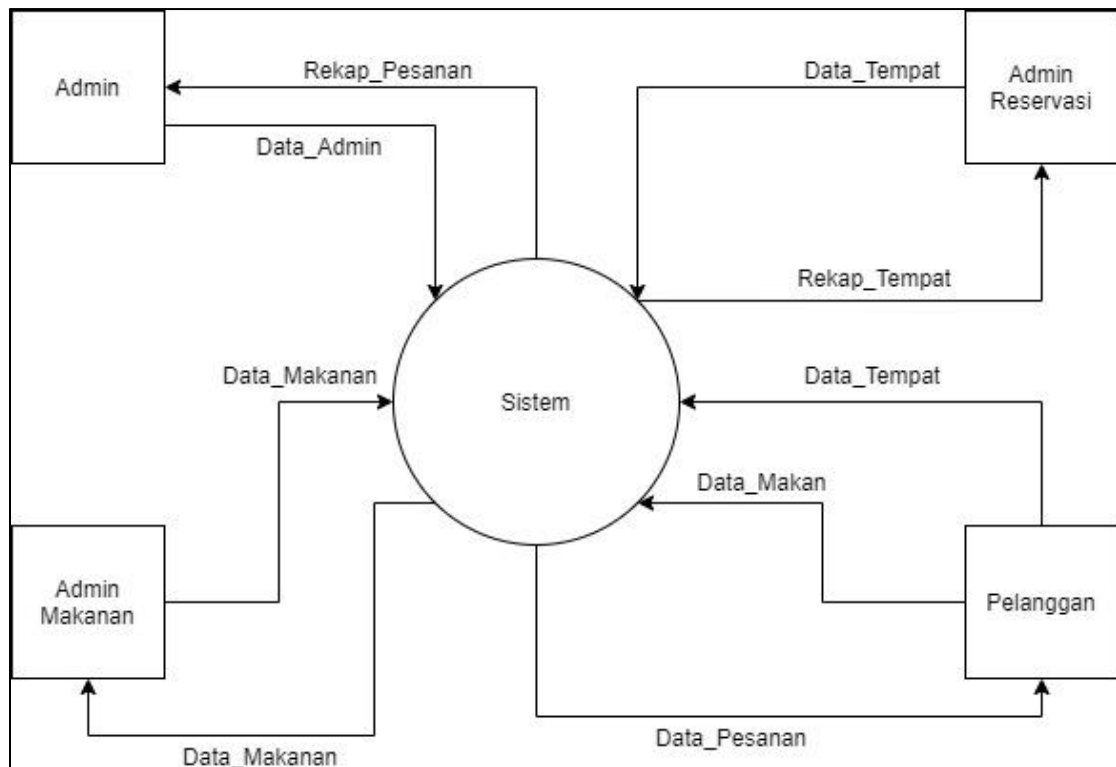 Admin
Rekap_Pesanan
Data_Admin
Data_Tempat
Admin
Reservasi
Rekap_Tempat
Data_Makanan
Sistem
Data_Tempat
Data_Makan
Admin
Makanan
Pelanggan
Data_Makanan
Data_Pesanan